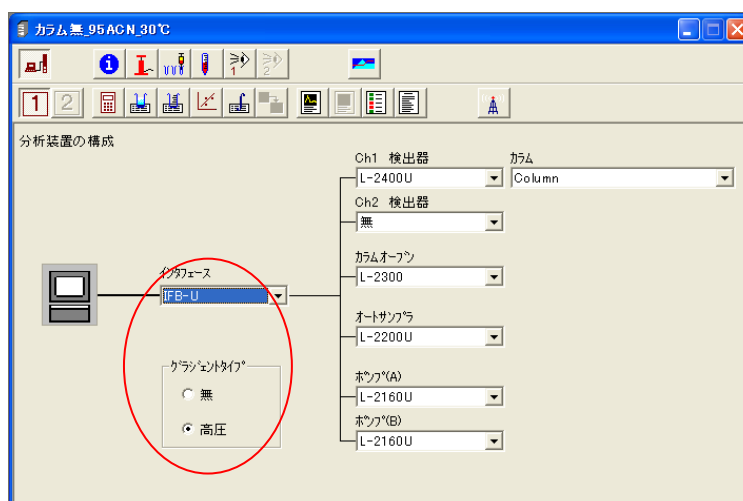 カラム無_95ACN_30℃
1 2
1 2
分析装置の構成
Ch1 検出器
L-2400U
カラム
Column
Ch2 検出器
無
カラムオーブン
L-2300
インタフェース
IFB-U
オートサンプラ
L-2200U
グラジェントタイプ
無
高圧
ポンプ(A)
L-2160U
ポンプ(B)
L-2160U